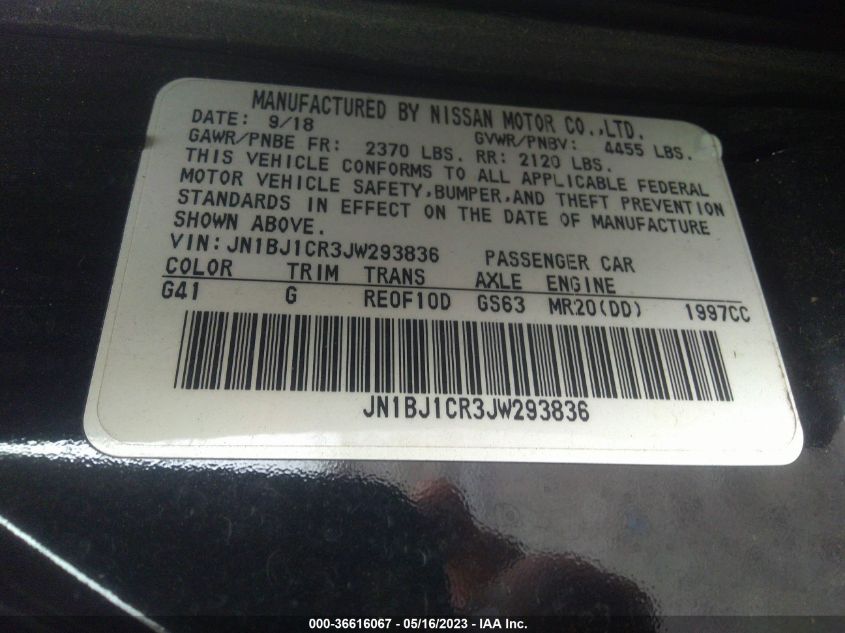 MANUFACTURED BY NISSAN MOTOR CO.,LTD.
DATE: 9/18 GVWR/PNBV: 4455 LBS.
GAWR/PNBE FR: 2370 LBS. RR: 2120 LBS.
THIS VEHICLE CONFORMS TO ALL APPLICABLE FEDERAL
MOTOR VEHICLE SAFETY,BUMPER,AND THEFT PREVENTION
STANDARDS IN EFFECT ON THE DATE OF MANUFACTURE
SHOWN ABOVE.
VIN:JN1BJ1CR3JW293836 PASSENGER CAR
COLOR TRIM TRANS AXLE ENGINE
G41 G RE0F10D GS63 MR20(DD) 1997CC
JN1BJ1CR3JW293836
000-36616067 - 05/16/2023 - IAA Inc.